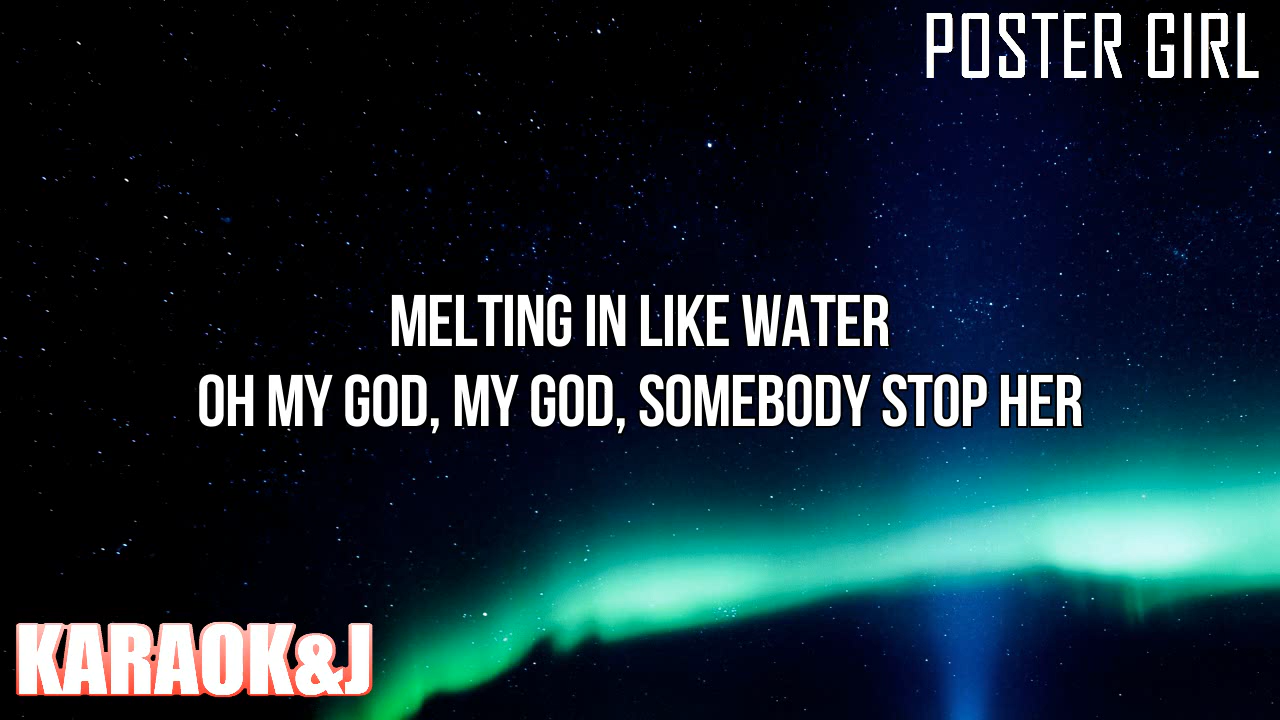 POSTER GIRL
MELTING IN LIKE WATER
OH MY GOD, MY GOD, SOMEBODY STOP HER
KARAOK&J